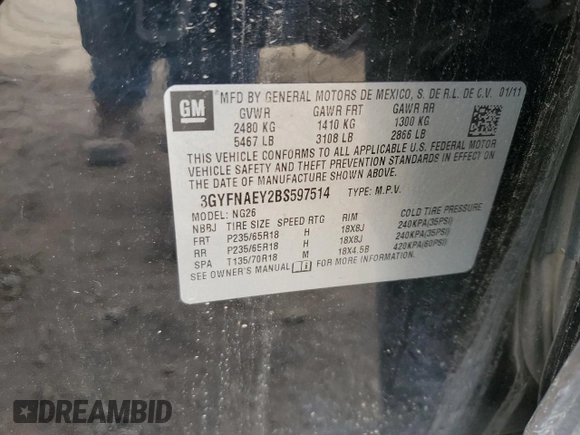 GM
MFD BY GENERAL MOTORS DE MEXICO, S. DE R.L. DE C.V. 01/11
GVWR GAWR FRT GAWR RR
2480 KG 1410 KG 1300 KG
5467 LB 3108 LB 2866 LB
THIS VEHICLE CONFORMS TO ALL APPLICABLE U.S. FEDERAL MOTOR
VEHICLE SAFETY AND THEFT PREVENTION STANDARDS IN EFFECT ON
THE DATE OF MANUFACTURE SHOWN ABOVE.
3GYFNAEY2BS597514 TYPE: M.P.V.
MODEL: NG26
NBRJ TIRE SIZE SPEED RTG RIM COLD TIRE PRESSURE
FRT P235/65R18 H 18X8J 240KPA(35PSI)
RR P235/65R18 H 18X8J 240KPA(35PSI)
SPA T135/70R18 M 18X4.5B 420KPA(60PSI)
SEE OWNER'S MANUAL FOR MORE INFORMATION.
DREAMBID